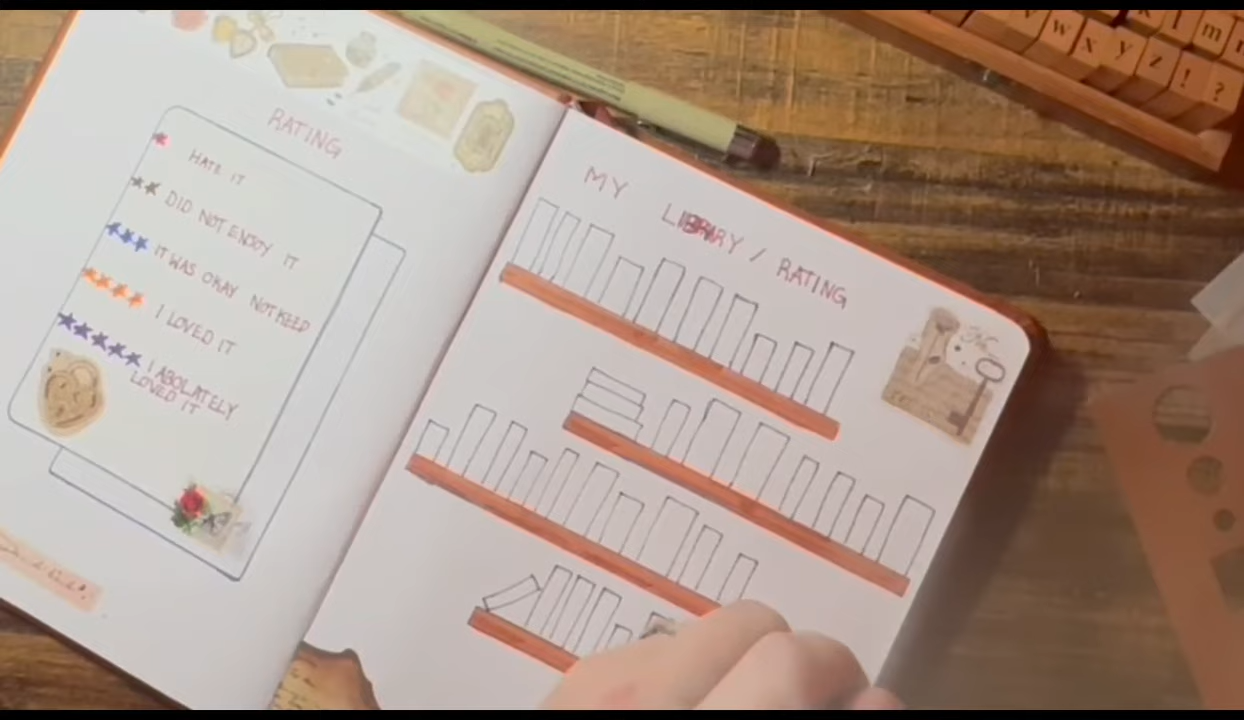 RATING
HATE IT
DID NOT ENJOY IT
IT WAS OKAY NOT KEED
I LOVED IT
I ABOLATELY
LOVED IT
MY LIBRARY / RATING
k l m
v w x y z ! ?